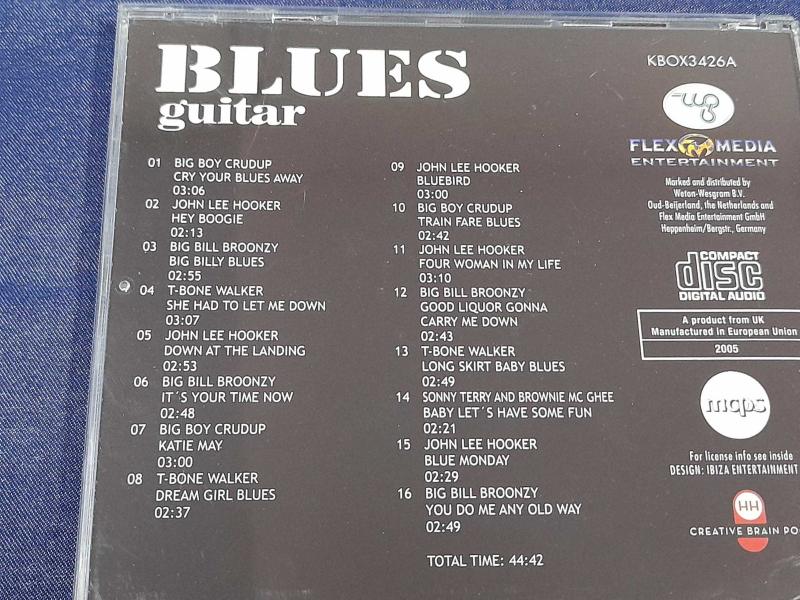 BLUES
guitar
01 BIG BOY CRUDUP
CRY YOUR BLUES AWAY
03:06
02 JOHN LEE HOOKER
HEY BOOGIE
02:13
03 BIG BILL BROONZY
BIG BILLY BLUES
02:55
04 T-BONE WALKER
SHE HAD TO LET ME DOWN
03:07
05 JOHN LEE HOOKER
DOWN AT THE LANDING
02:53
06 BIG BILL BROONZY
IT´S YOUR TIME NOW
02:48
07 BIG BOY CRUDUP
KATIE MAY
03:00
08 T-BONE WALKER
DREAM GIRL BLUES
02:37
09 JOHN LEE HOOKER
BLUEBIRD
03:00
10 BIG BOY CRUDUP
TRAIN FARE BLUES
02:42
11 JOHN LEE HOOKER
FOUR WOMAN IN MY LIFE
03:10
12 BIG BILL BROONZY
GOOD LIQUOR GONNA
CARRY ME DOWN
02:43
13 T-BONE WALKER
LONG SKIRT BABY BLUES
02:49
14 SONNY TERRY AND BROWNIE MC GHEE
BABY LET´S HAVE SOME FUN
02:21
15 JOHN LEE HOOKER
BLUE MONDAY
02:29
16 BIG BILL BROONZY
YOU DO ME ANY OLD WAY
02:49
TOTAL TIME: 44:42
KBOX3426A
FLEX MEDIA
ENTERTAINMENT
Marked and distributed by
Weton-Wesgram B.V.
Oud-Beijerland, the Netherlands and
Flex Media Entertainment GmbH
Heppenheim/Bergstr., Germany
COMPACT
disc
DIGITAL AUDIO
A product from UK
Manufactured in European Union
2005
mcps
For license info see inside
DESIGN: IBIZA ENTERTAINMENT
HH
CREATIVE BRAIN PO